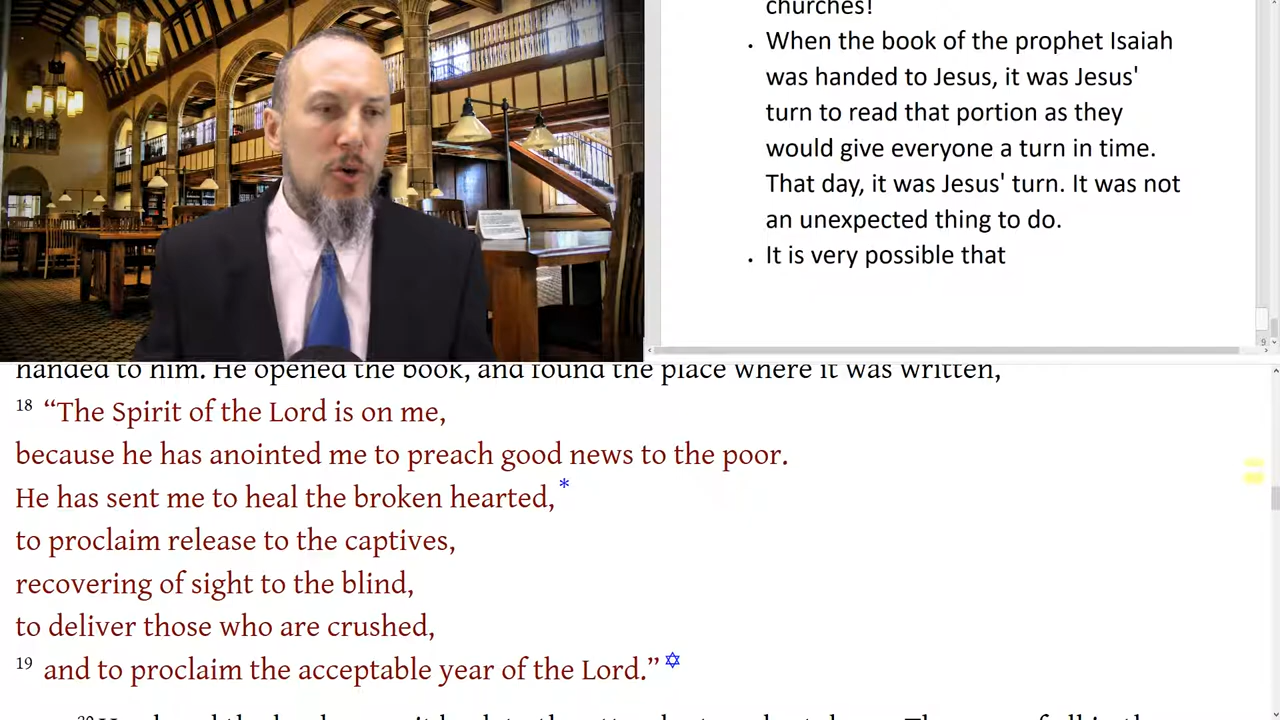 churches!
• When the book of the prophet Isaiah
was handed to Jesus, it was Jesus'
turn to read that portion as they
would give everyone a turn in time.
That day, it was Jesus' turn. It was not
an unexpected thing to do.
• It is very possible that
handed to him. He opened the book, and found the place where it was written,
18 “The Spirit of the Lord is on me,
because he has anointed me to preach good news to the poor.
He has sent me to heal the broken hearted,*
to proclaim release to the captives,
recovering of sight to the blind,
to deliver those who are crushed,
19 and to proclaim the acceptable year of the Lord.” ✡